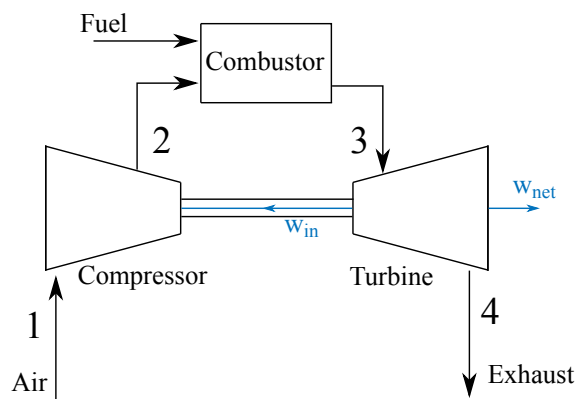 Fuel
Combustor
2
3
w_net
w_in
Compressor
Turbine
1
4
Air
Exhaust